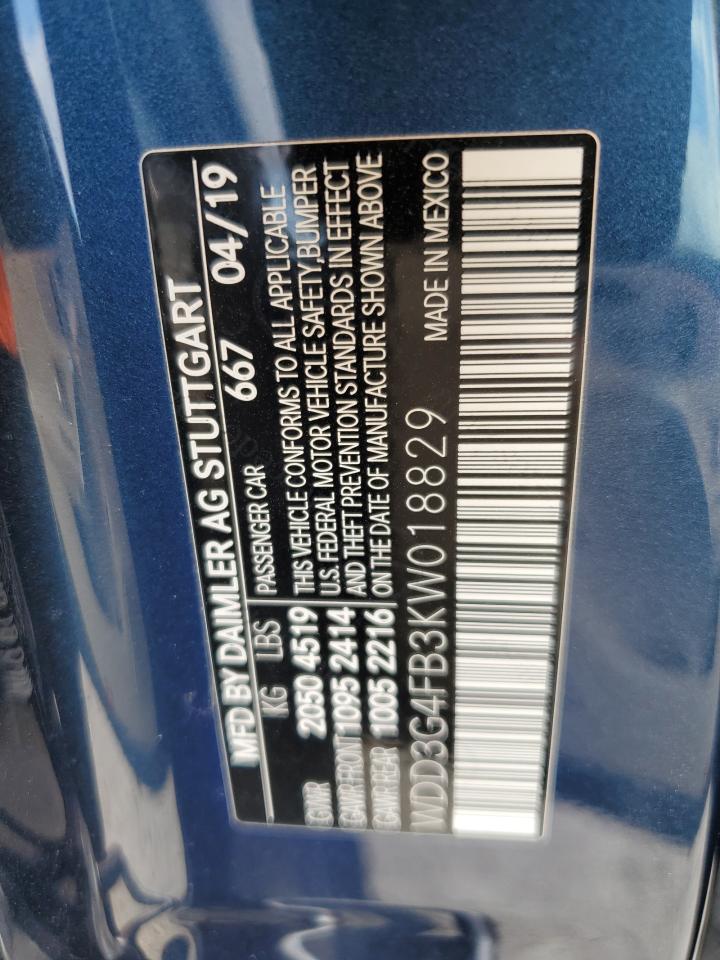 MFD BY DAIMLER AG STUTTGART
667 04/19
KG LBS PASSENGER CAR
GVWR 2050 4519 THIS VEHICLE CONFORMS TO ALL APPLICABLE
GAWR FRONT 1095 2414 U.S. FEDERAL MOTOR VEHICLE SAFETY, BUMPER
AND THEFT PREVENTION STANDARDS IN EFFECT
GAWR REAR 1005 2216 ON THE DATE OF MANUFACTURE SHOWN ABOVE
WDD3G4FB3KW018829 MADE IN MEXICO